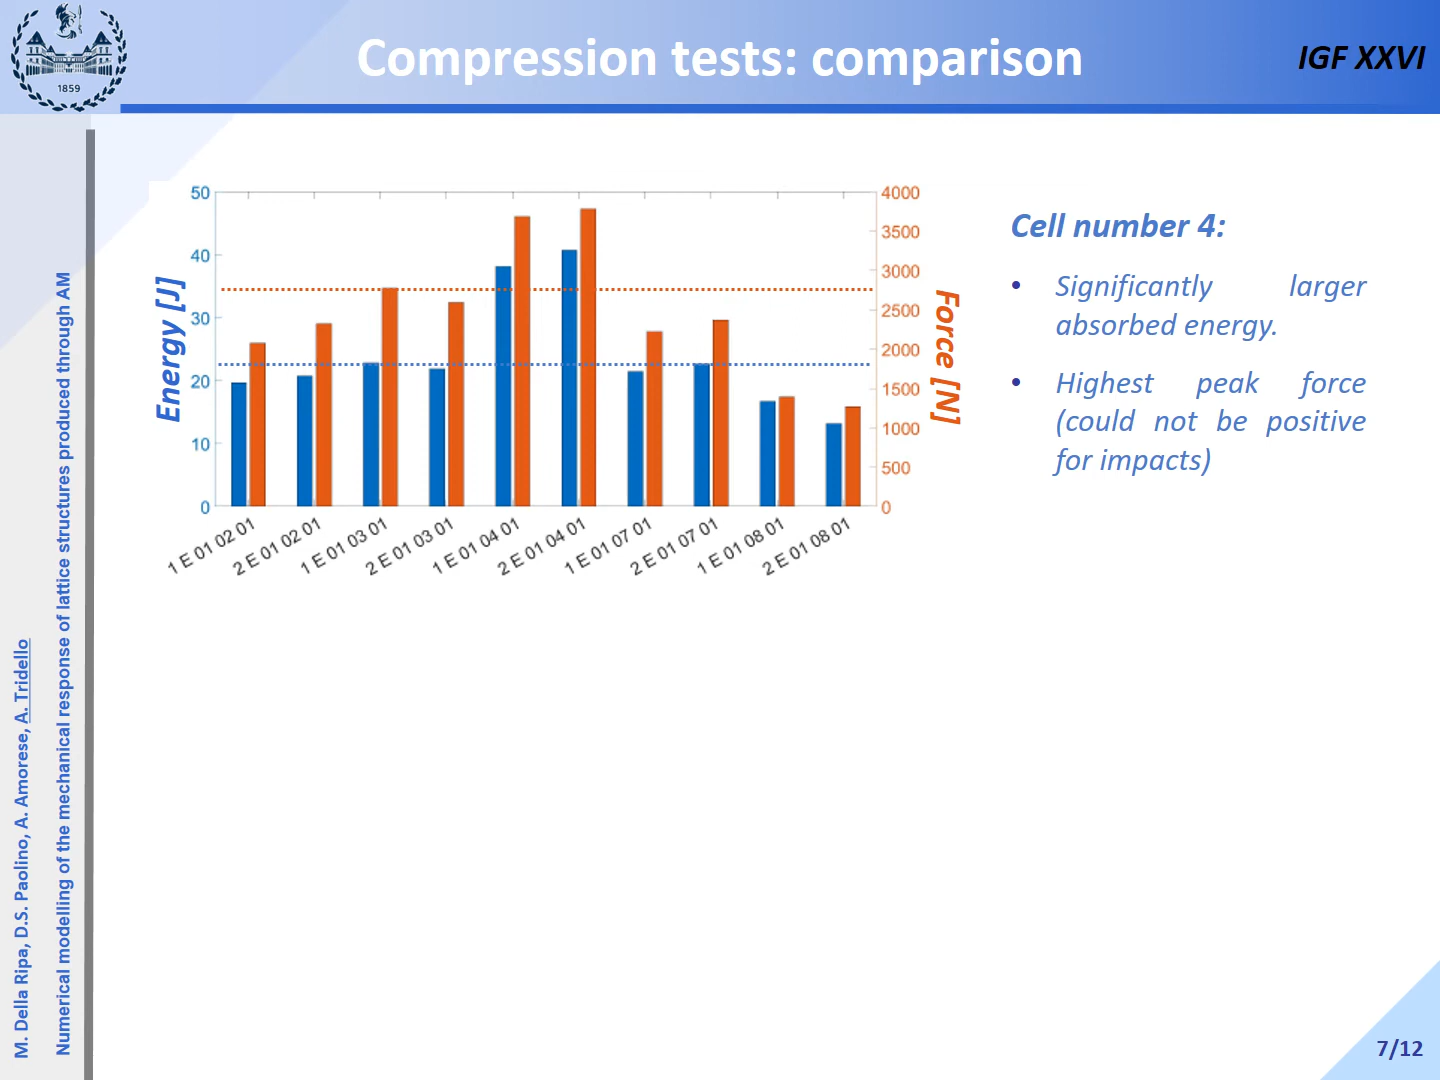 1859
Compression tests: comparison
IGF XXVI
M. Della Ripa, D.S. Paolino, A. Amorese, A. Tridello
Numerical modelling of the mechanical response of lattice structures produced through AM
Energy [J]
50
40
30
20
10
0
4000
3500
3000
2500
2000
1500
1000
500
0
Force [N]
1 E 01 02 01
2 E 01 02 01
1 E 01 03 01
2 E 01 03 01
1 E 01 04 01
2 E 01 04 01
1 E 01 07 01
2 E 01 07 01
1 E 01 08 01
2 E 01 08 01
Cell number 4:
• Significantly larger
absorbed energy.
• Highest peak force
(could not be positive
for impacts)
7/12